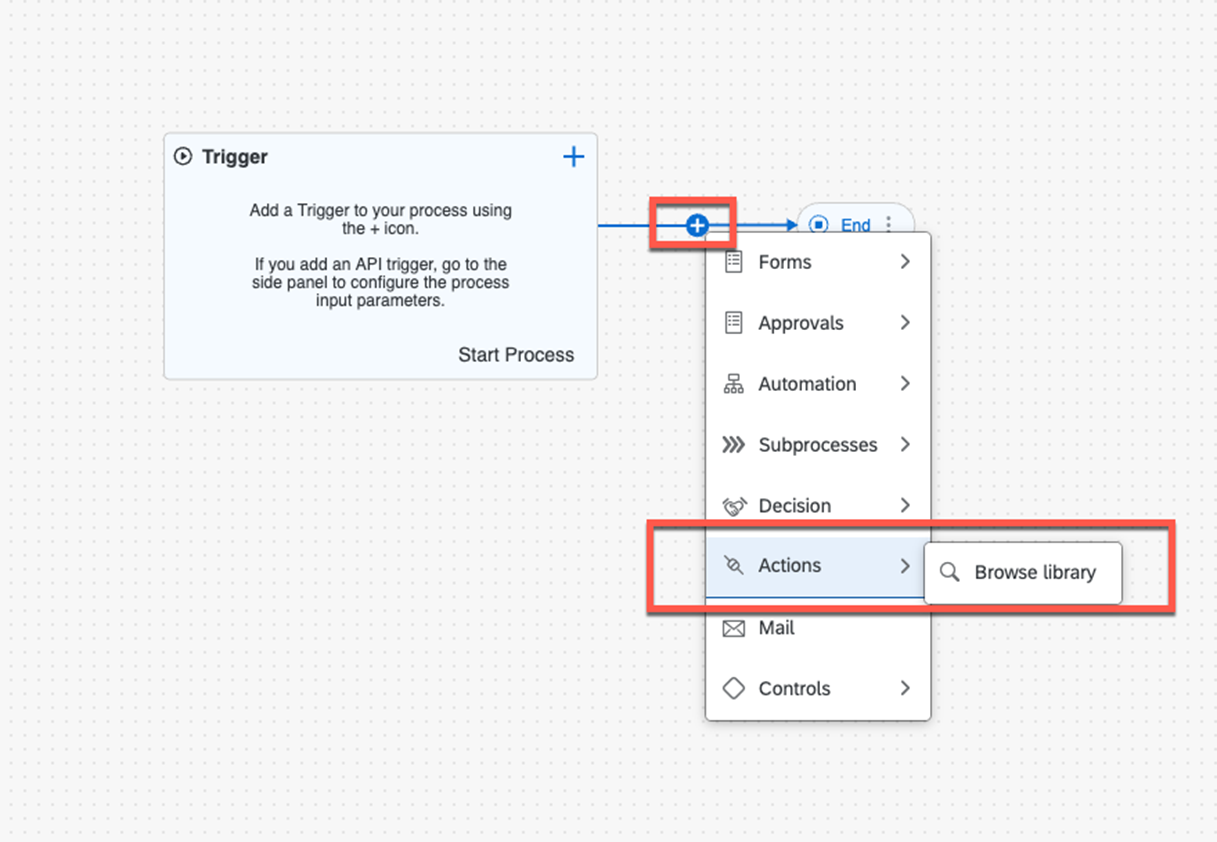 Trigger
Add a Trigger to your process using
the + icon.
If you add an API trigger, go to the
side panel to configure the process
input parameters.
Start Process
End
Forms
Approvals
Automation
Subprocesses
Decision
Actions
Browse library
Mail
Controls